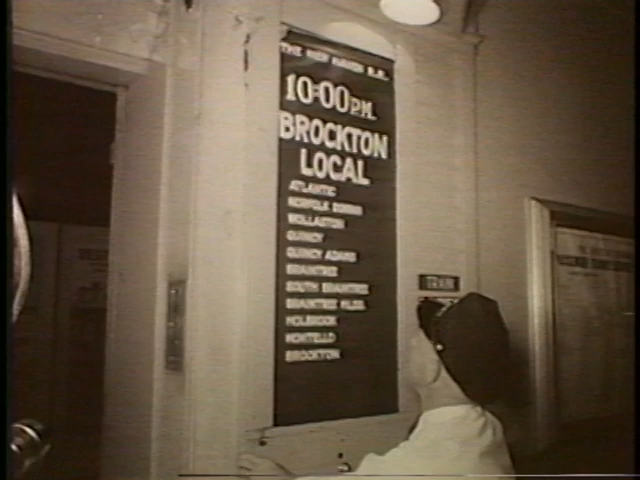 THE NEW HAVEN R.R.
10:00 P.M.
BROCKTON
LOCAL
ATLANTIC
NORFOLK DOWNS
WOLLASTON
QUINCY
QUINCY ADAMS
BRAINTREE
SOUTH BRAINTREE
BRAINTREE HLDS.
HOLBROOK
MONTELLO
BROCKTON
TRAIN